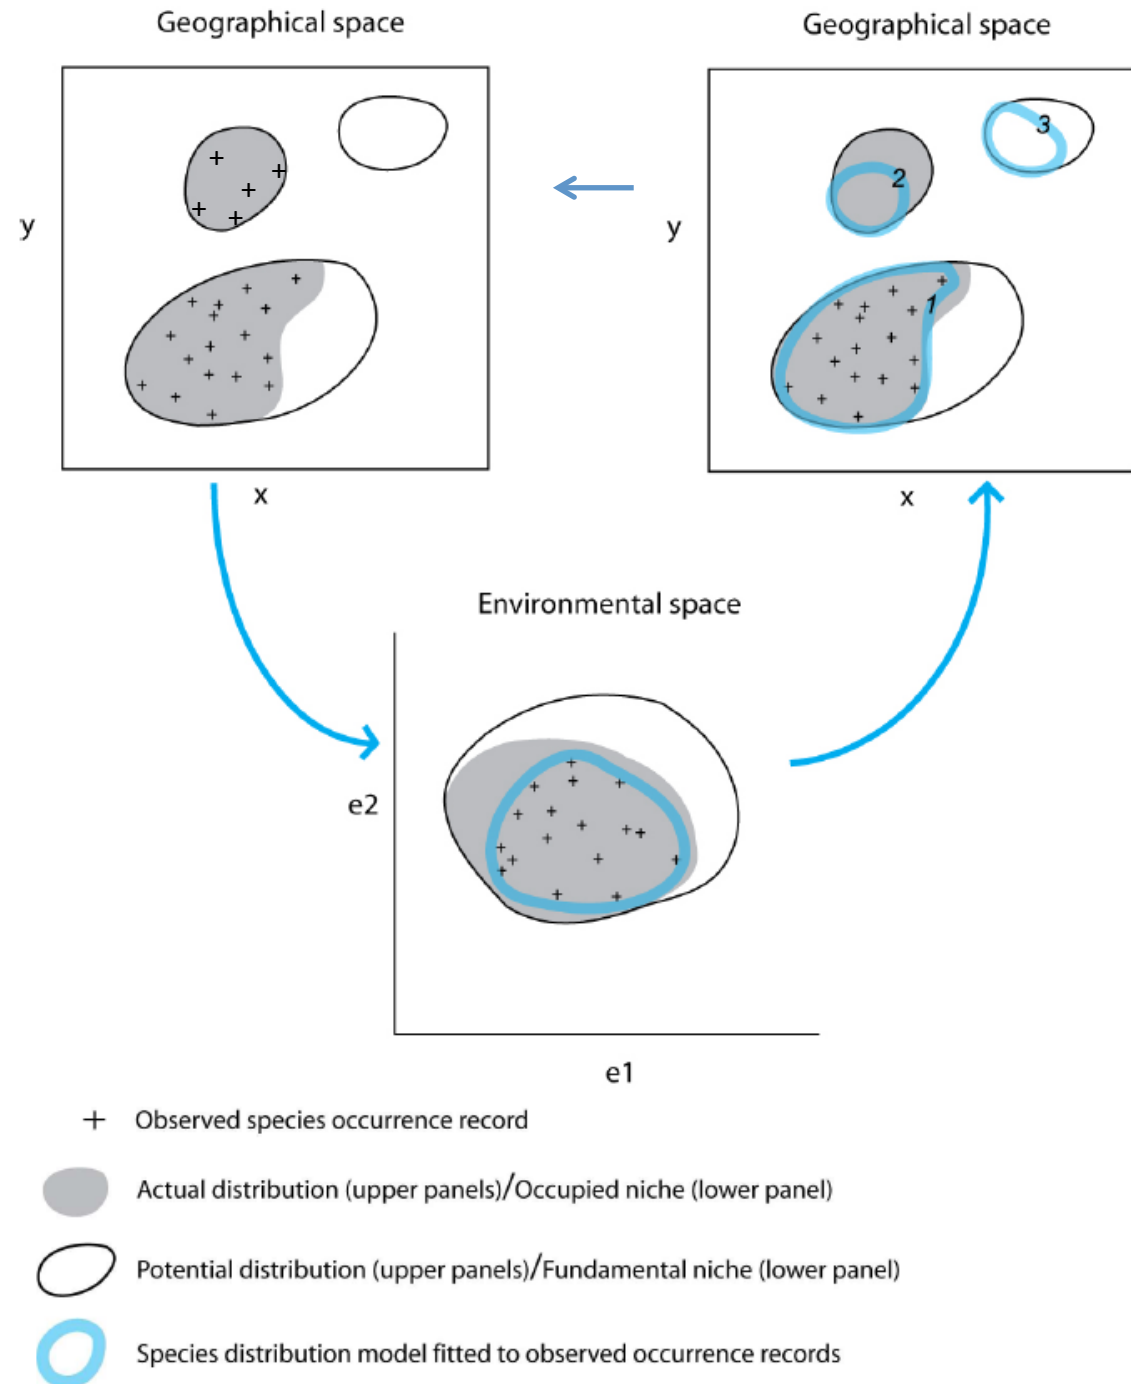 Geographical space
Geographical space
y
y
2
3
1
x
x
Environmental space
e2
e1
Observed species occurrence record
Actual distribution (upper panels)/Occupied niche (lower panel)
Potential distribution (upper panels)/Fundamental niche (lower panel)
Species distribution model fitted to observed occurrence records